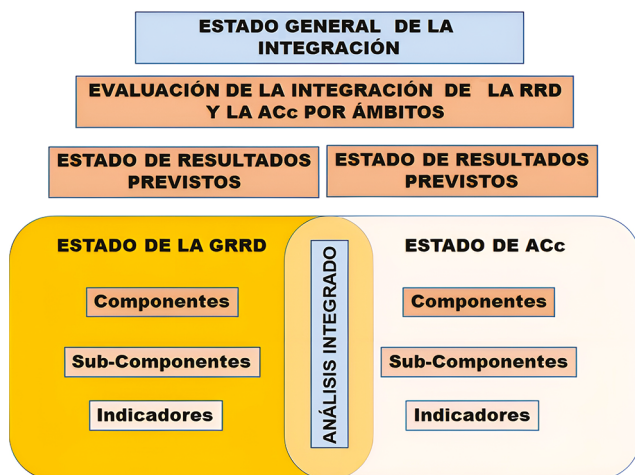 ESTADO GENERAL DE LA
INTEGRACIÓN
EVALUACIÓN DE LA INTEGRACIÓN DE LA RRD
Y LA ACc POR ÁMBITOS
ESTADO DE RESULTADOS
PREVISTOS
ESTADO DE RESULTADOS
PREVISTOS
ESTADO DE LA GRRD
Componentes
Sub-Componentes
Indicadores
ANÁLISIS INTEGRADO
ESTADO DE ACc
Componentes
Sub-Componentes
Indicadores